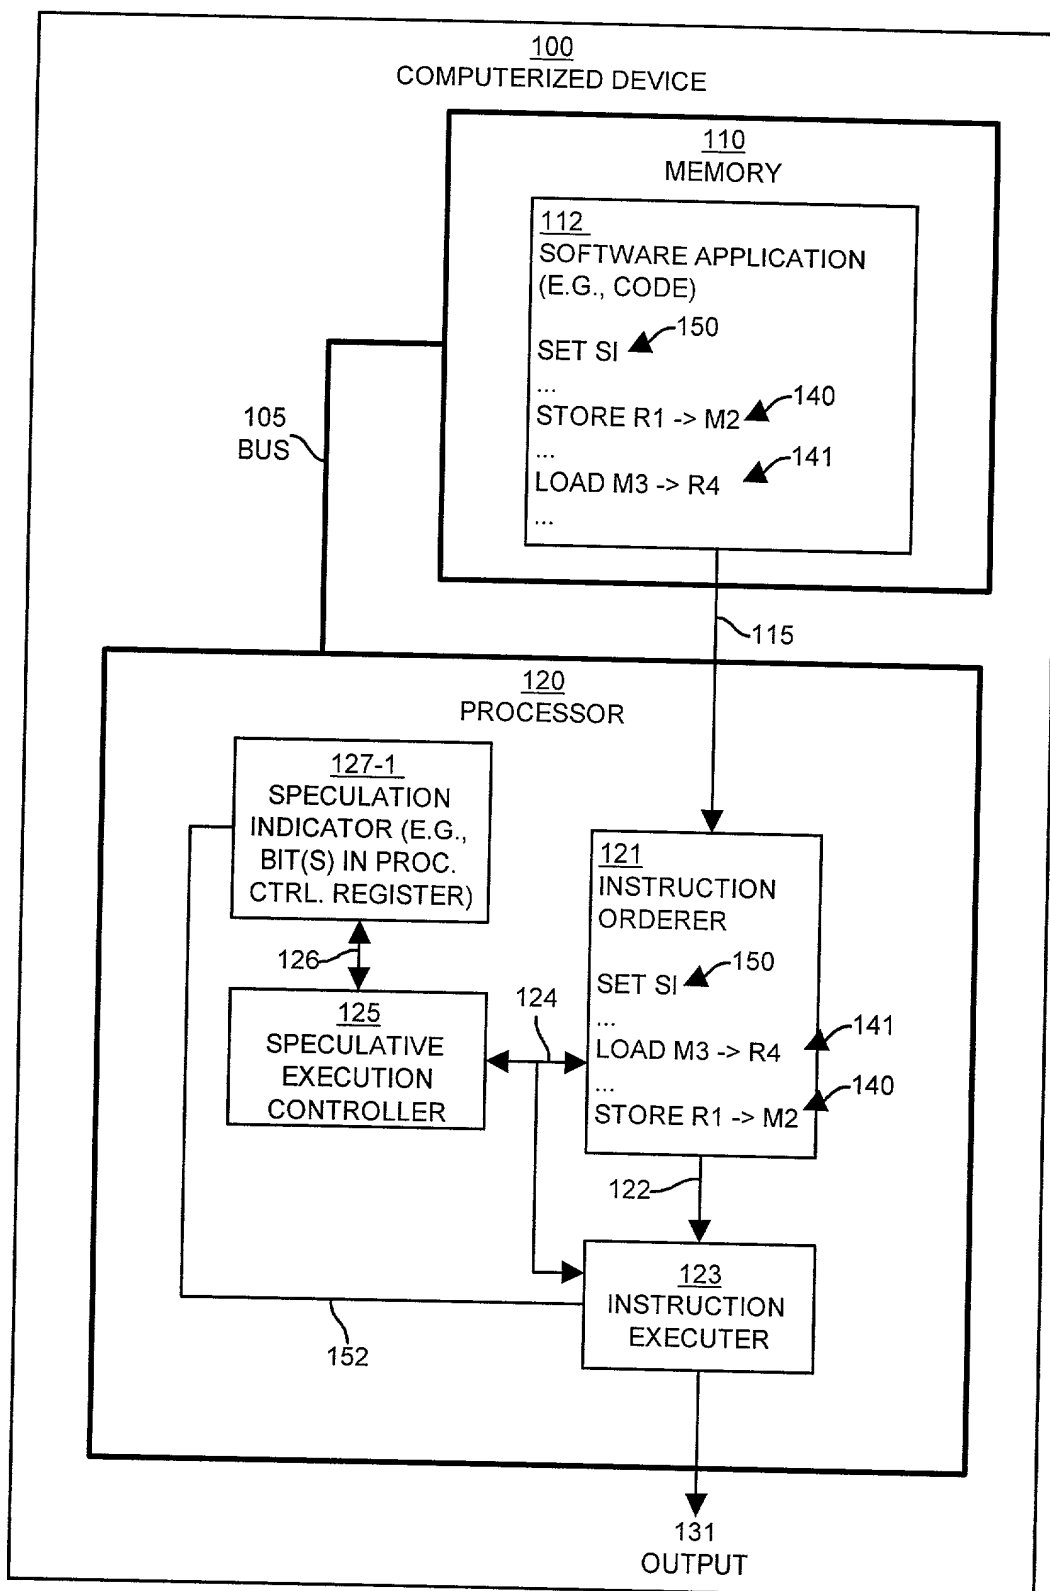 100
COMPUTERIZED DEVICE
110
MEMORY
112
SOFTWARE APPLICATION
(E.G., CODE)
SET SI
150
...
STORE R1 -> M2
140
...
LOAD M3 -> R4
141
...
105
BUS
115
120
PROCESSOR
127-1
SPECULATION
INDICATOR (E.G.,
BIT(S) IN PROC.
CTRL. REGISTER)
126
125
SPECULATIVE
EXECUTION
CONTROLLER
124
121
INSTRUCTION
ORDERER
SET SI
150
...
LOAD M3 -> R4
141
...
STORE R1 -> M2
140
122
123
INSTRUCTION
EXECUTER
152
131
OUTPUT